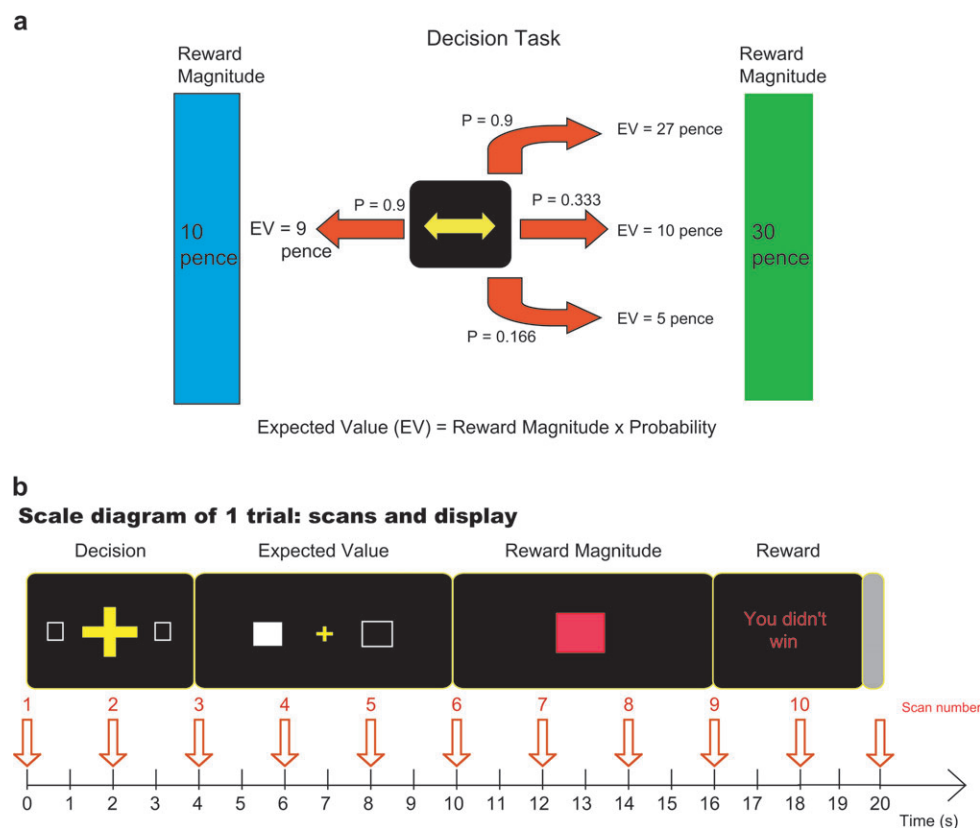 a
Decision Task
Reward
Magnitude
Reward
Magnitude
P = 0.9
EV = 27 pence
P = 0.9
P = 0.333
10
pence
EV = 9
pence
EV = 10 pence
30
pence
EV = 5 pence
P = 0.166
Expected Value (EV) = Reward Magnitude x Probability
b
Scale diagram of 1 trial: scans and display
Decision
Expected Value
Reward Magnitude
Reward
You didn't
win
1 2 3 4 5 6 7 8 9 10
Scan number
0 1 2 3 4 5 6 7 8 9 10 11 12 13 14 15 16 17 18 19 20
Time (s)